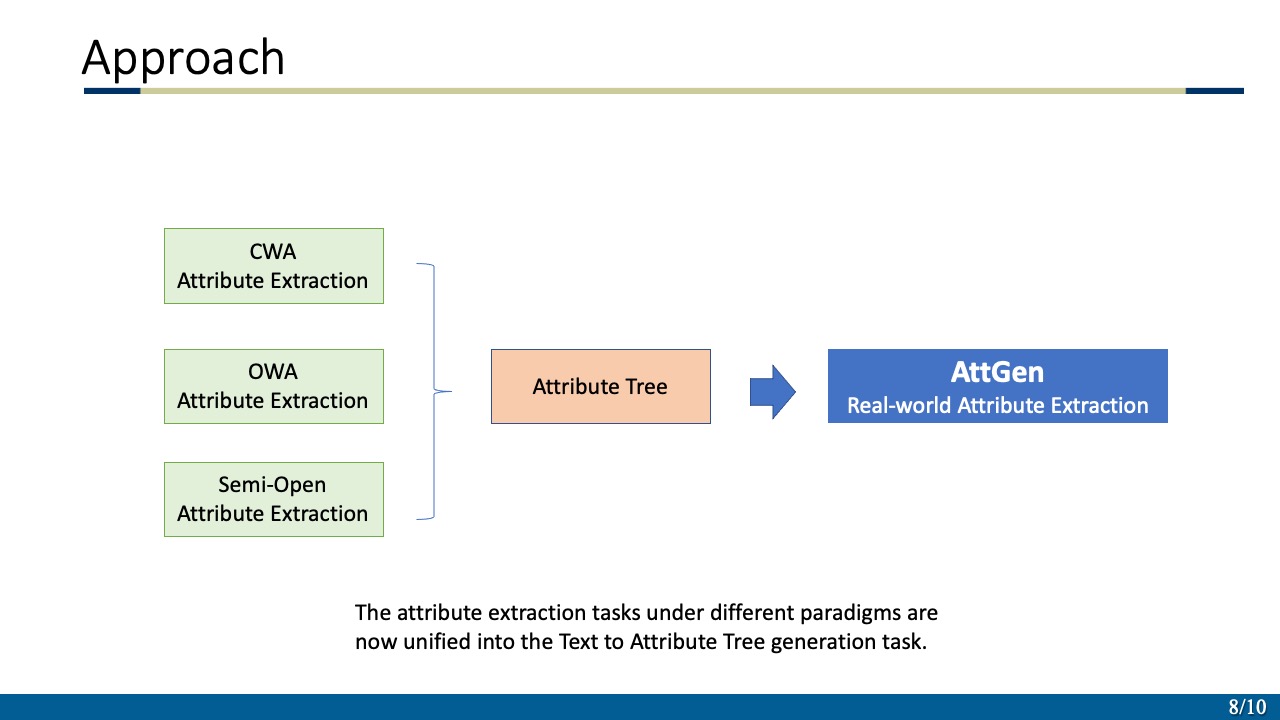 Approach
CWA
Attribute Extraction
OWA
Attribute Extraction
Semi-Open
Attribute Extraction
Attribute Tree
AttGen
Real-world Attribute Extraction
The attribute extraction tasks under different paradigms are
now unified into the Text to Attribute Tree generation task.
8/10